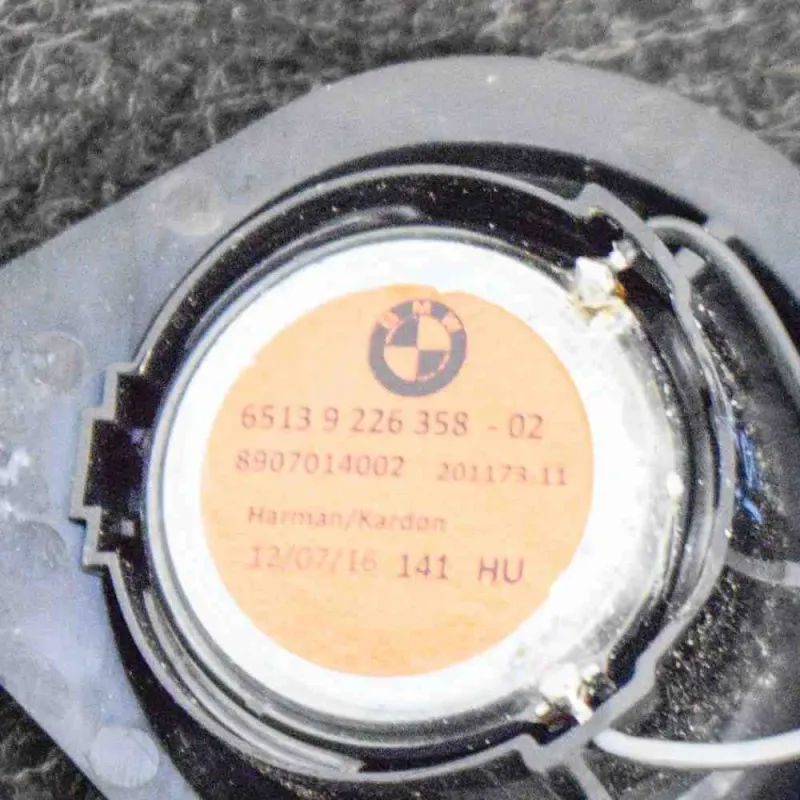 BMW
6513 9 226 358 - 02
8907014002 201173-11
Harman/Kardon
12/07/16 141 HU